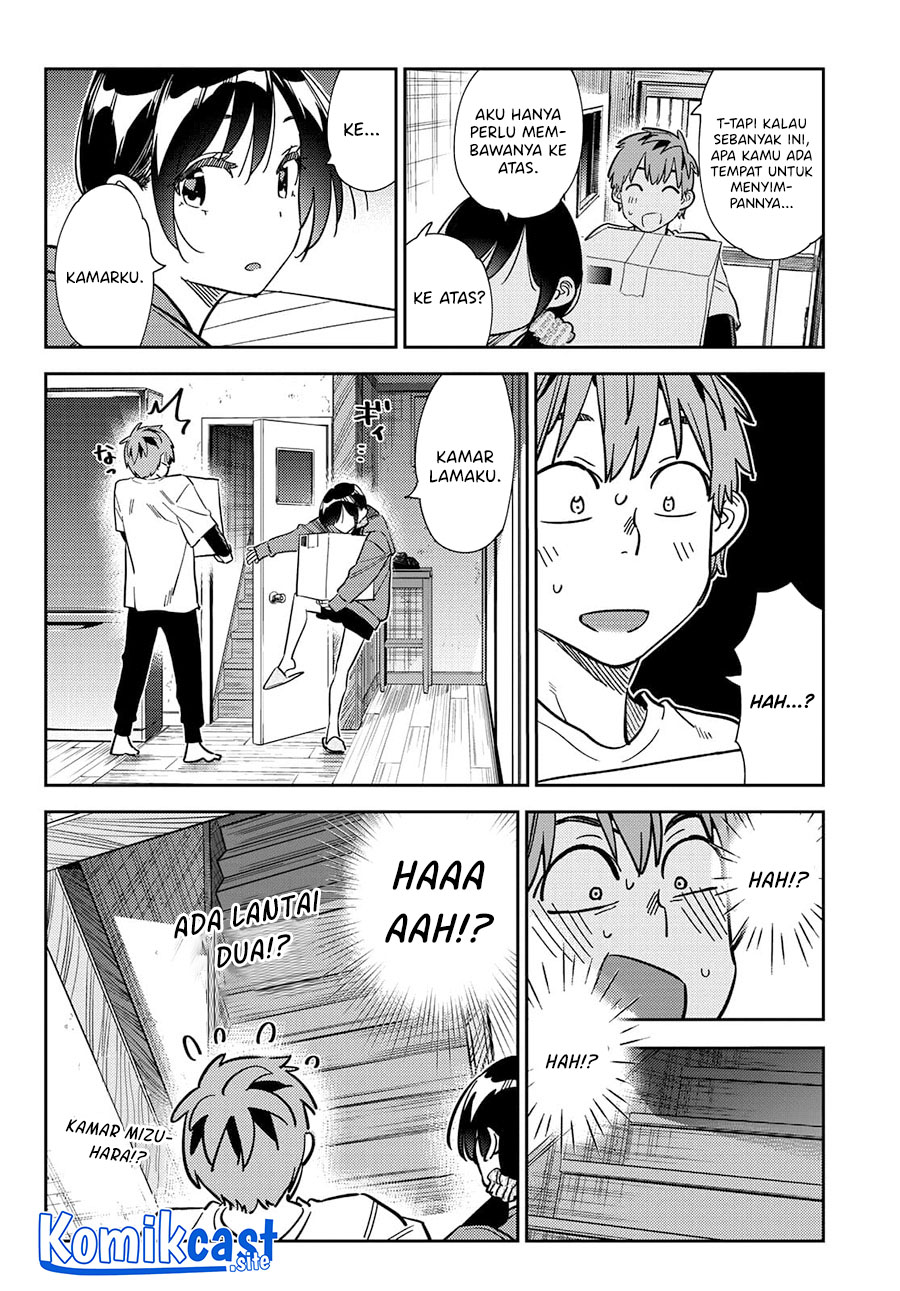 T-TAPI KALAU
SEBANYAK INI,
APA KAMU ADA
TEMPAT UNTUK
MENYIM-
PANNYA...
AKU HANYA
PERLU MEM-
BAWANYA KE
ATAS.
KE ATAS?
KE...
KAMARKU.
HAH...?
KAMAR
LAMAKU.
ギィ…
なっ
HAH!?
HAH!?
HAAA
AAH!?
ADA LANTAI
DUA!?
KAMAR MIZU-
HARA!?
Komikcast
.site